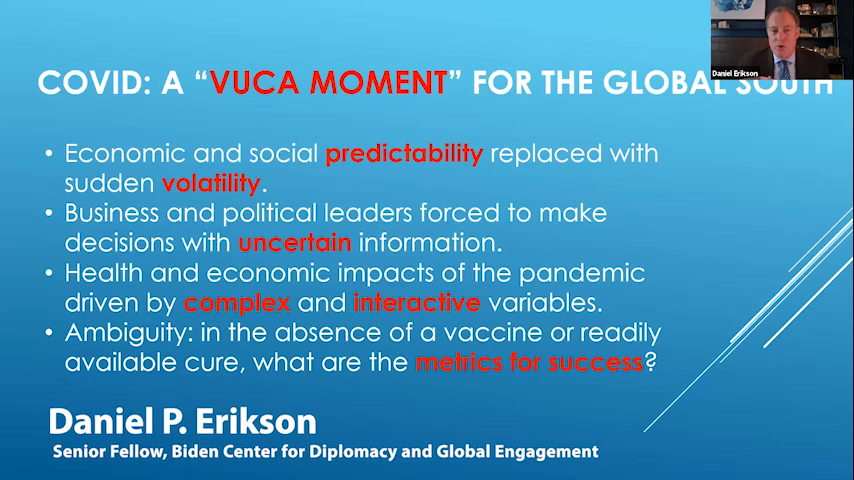 COVID: A “VUCA MOMENT” FOR THE GLOBAL SOUTH
Daniel Erikson
• Economic and social predictability replaced with
sudden volatility.
• Business and political leaders forced to make
decisions with uncertain information.
• Health and economic impacts of the pandemic
driven by complex and interactive variables.
• Ambiguity: in the absence of a vaccine or readily
available cure, what are the metrics for success?
Daniel P. Erikson
Senior Fellow, Biden Center for Diplomacy and Global Engagement